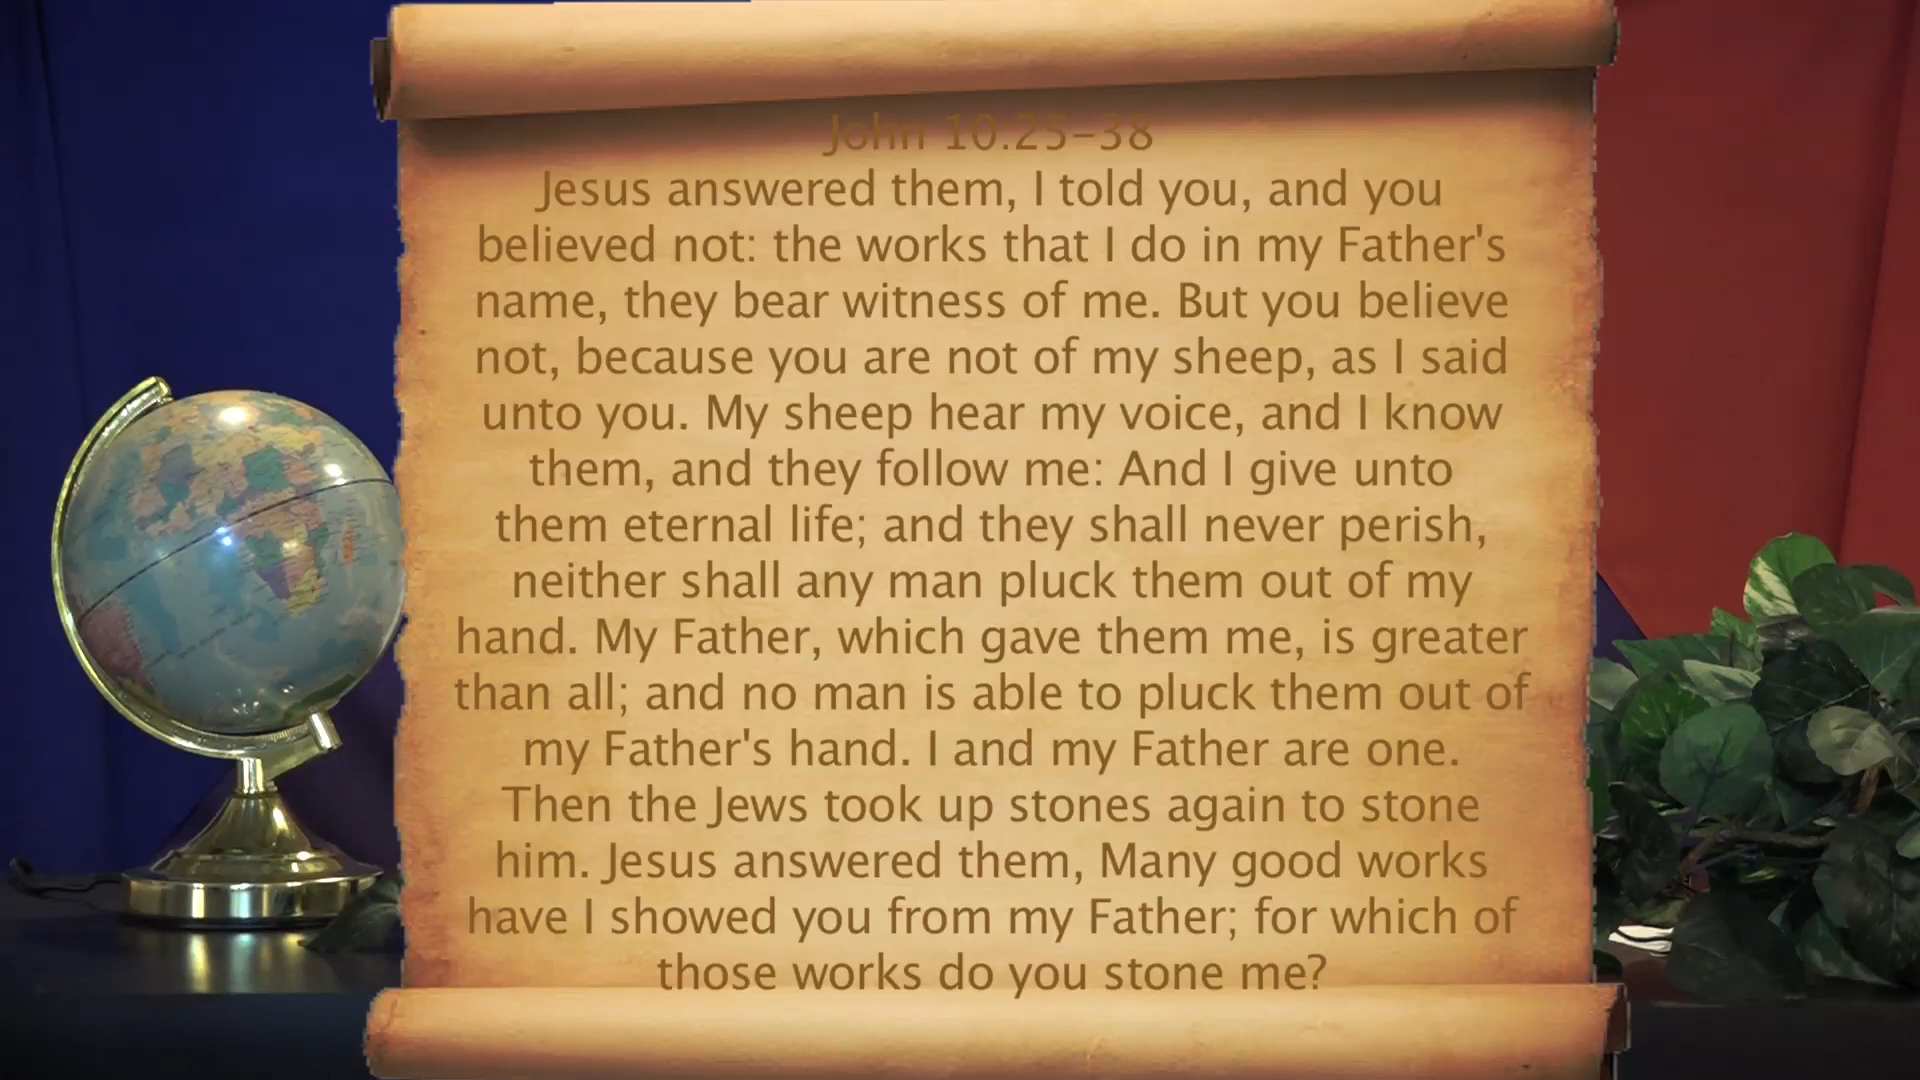 John 10.25-38
Jesus answered them, I told you, and you
believed not: the works that I do in my Father's
name, they bear witness of me. But you believe
not, because you are not of my sheep, as I said
unto you. My sheep hear my voice, and I know
them, and they follow me: And I give unto
them eternal life; and they shall never perish,
neither shall any man pluck them out of my
hand. My Father, which gave them me, is greater
than all; and no man is able to pluck them out of
my Father's hand. I and my Father are one.
Then the Jews took up stones again to stone
him. Jesus answered them, Many good works
have I showed you from my Father; for which of
those works do you stone me?